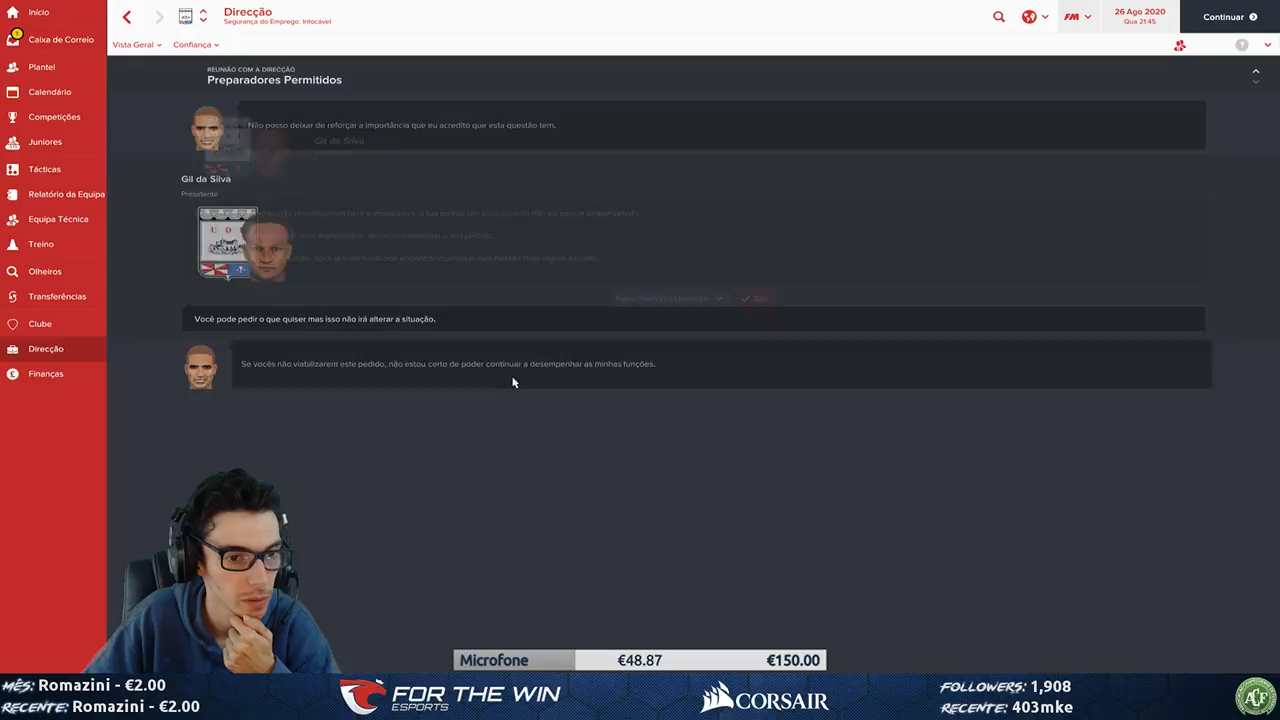 Início
Caixa de Correio
Plantel
Calendário
Competições
Juniores
Tácticas
Relatório da Equipa
Equipa Técnica
Treino
Olheiros
Transferências
Clube
Direcção
Finanças
Direcção
Segurança do Emprego: Intocável
FM
26 Ago 2020
Qua 21:45
Continuar
Vista Geral
Confiança
REUNIÃO COM A DIRECÇÃO
Preparadores Permitidos
Não posso deixar de reforçar a importância que eu acredito que esta questão tem.
Gil da Silva
Gil da Silva
Presidente
Sair
Você pode pedir o que quiser mas isso não irá alterar a situação.
Se vocês não viabilizarem este pedido, não estou certo de poder continuar a desempenhar as minhas funções.
Microfone €48.87 €150.00
MÊS: Romazini - €2.00
RECENTE: Romazini - €2.00
FOR THE WIN
ESPORTS
CORSAIR
FOLLOWERS: 1,908
RECENTE: 403mke